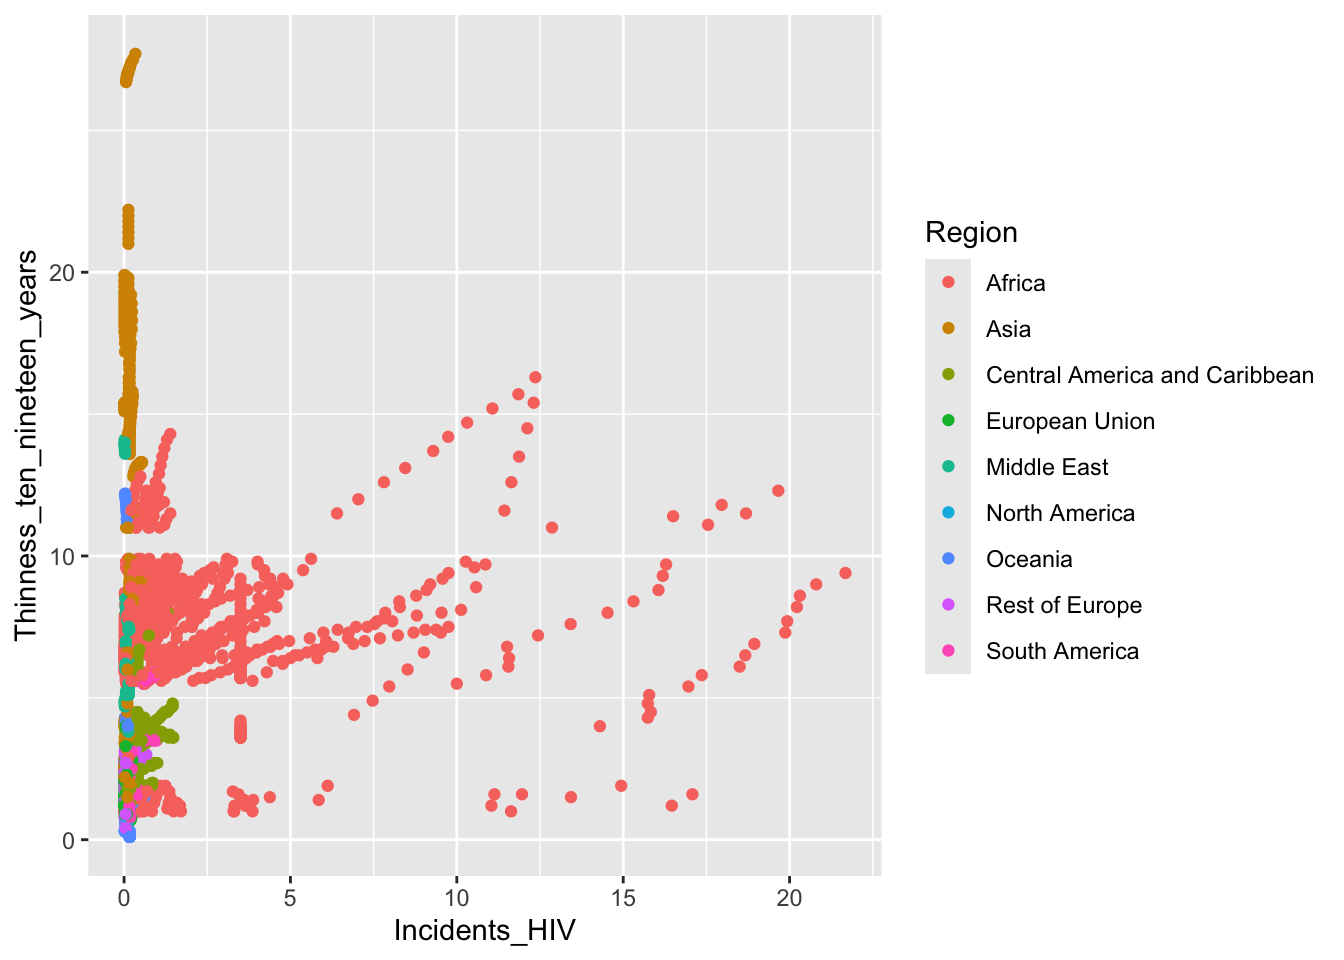 Thinness_ten_nineteen_years
20
10
0
0 5 10 15 20
Incidents_HIV
Region
Africa
Asia
Central America and Caribbean
European Union
Middle East
North America
Oceania
Rest of Europe
South America